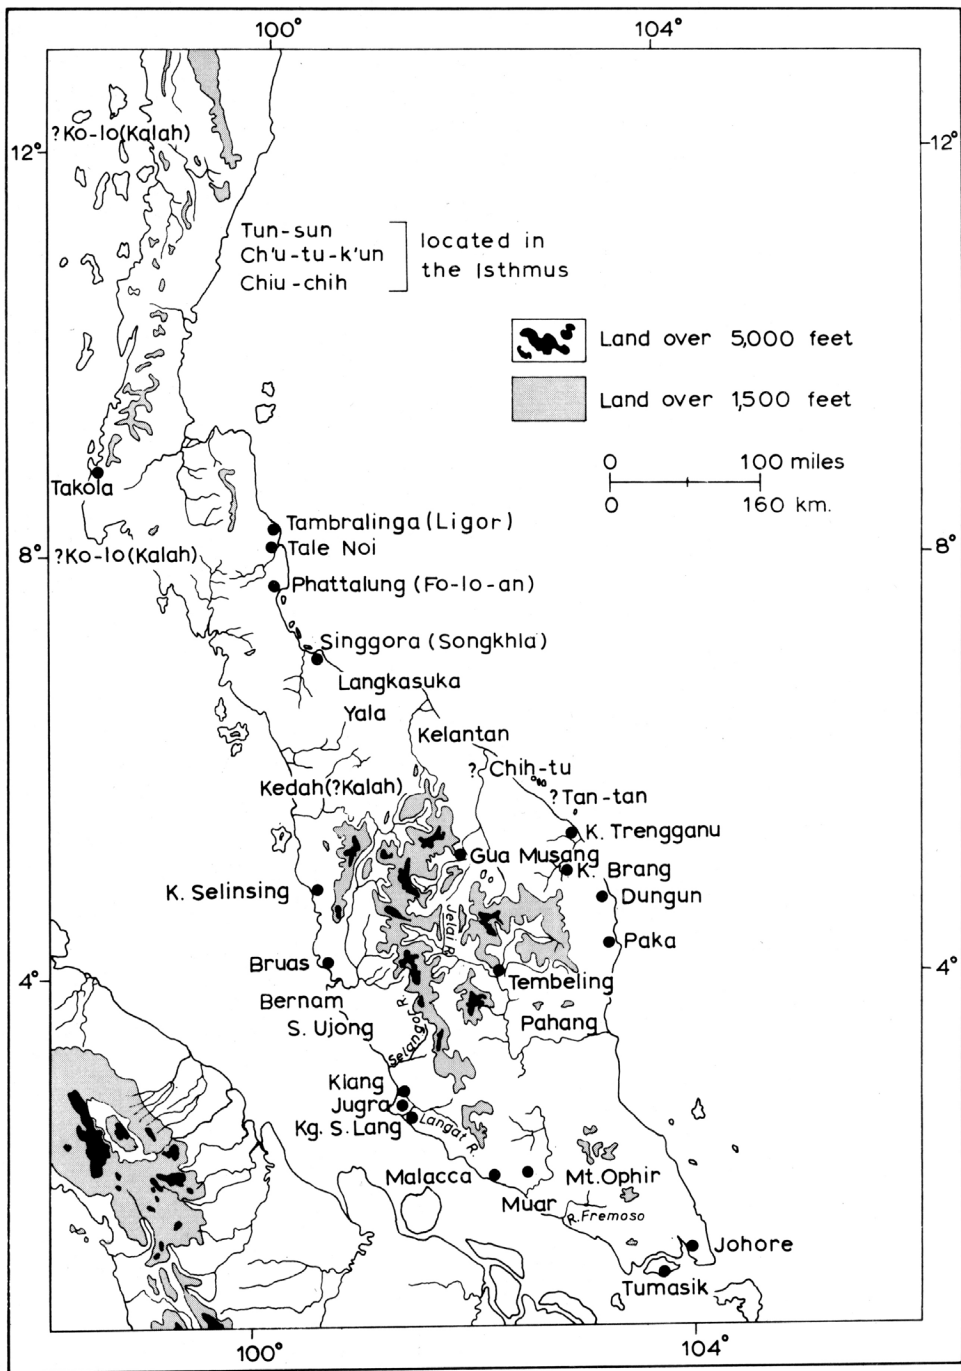 100°
104°
?Ko-lo(Kalah)
12°
12°
Tun-sun
Ch'u-tu-k'un
Chiu-chih
located in
the Isthmus
Land over 5,000 feet
Land over 1,500 feet
0 100 miles
0 160 km.
Takola
Tambralinga (Ligor)
Tale Noi
8°
?Ko-lo(Kalah)
8°
Phattalung (Fo-lo-an)
Singgora (Songkhla)
Langkasuka
Yala
Kelantan
? Chih-tu
Kedah(?Kalah)
?Tan-tan
K. Trengganu
Gua Musang
K. Brang
K. Selinsing
Dungun
Jelai R.
Paka
Bruas
4°
4°
Tembeling
Bernam
S. Ujong
Pahang
Selangor R.
Klang
Jugra
Kg. S. Lang
Langat R.
Malacca
Mt. Ophir
Muar
R. Fremoso
Johore
Tumasik
100°
104°